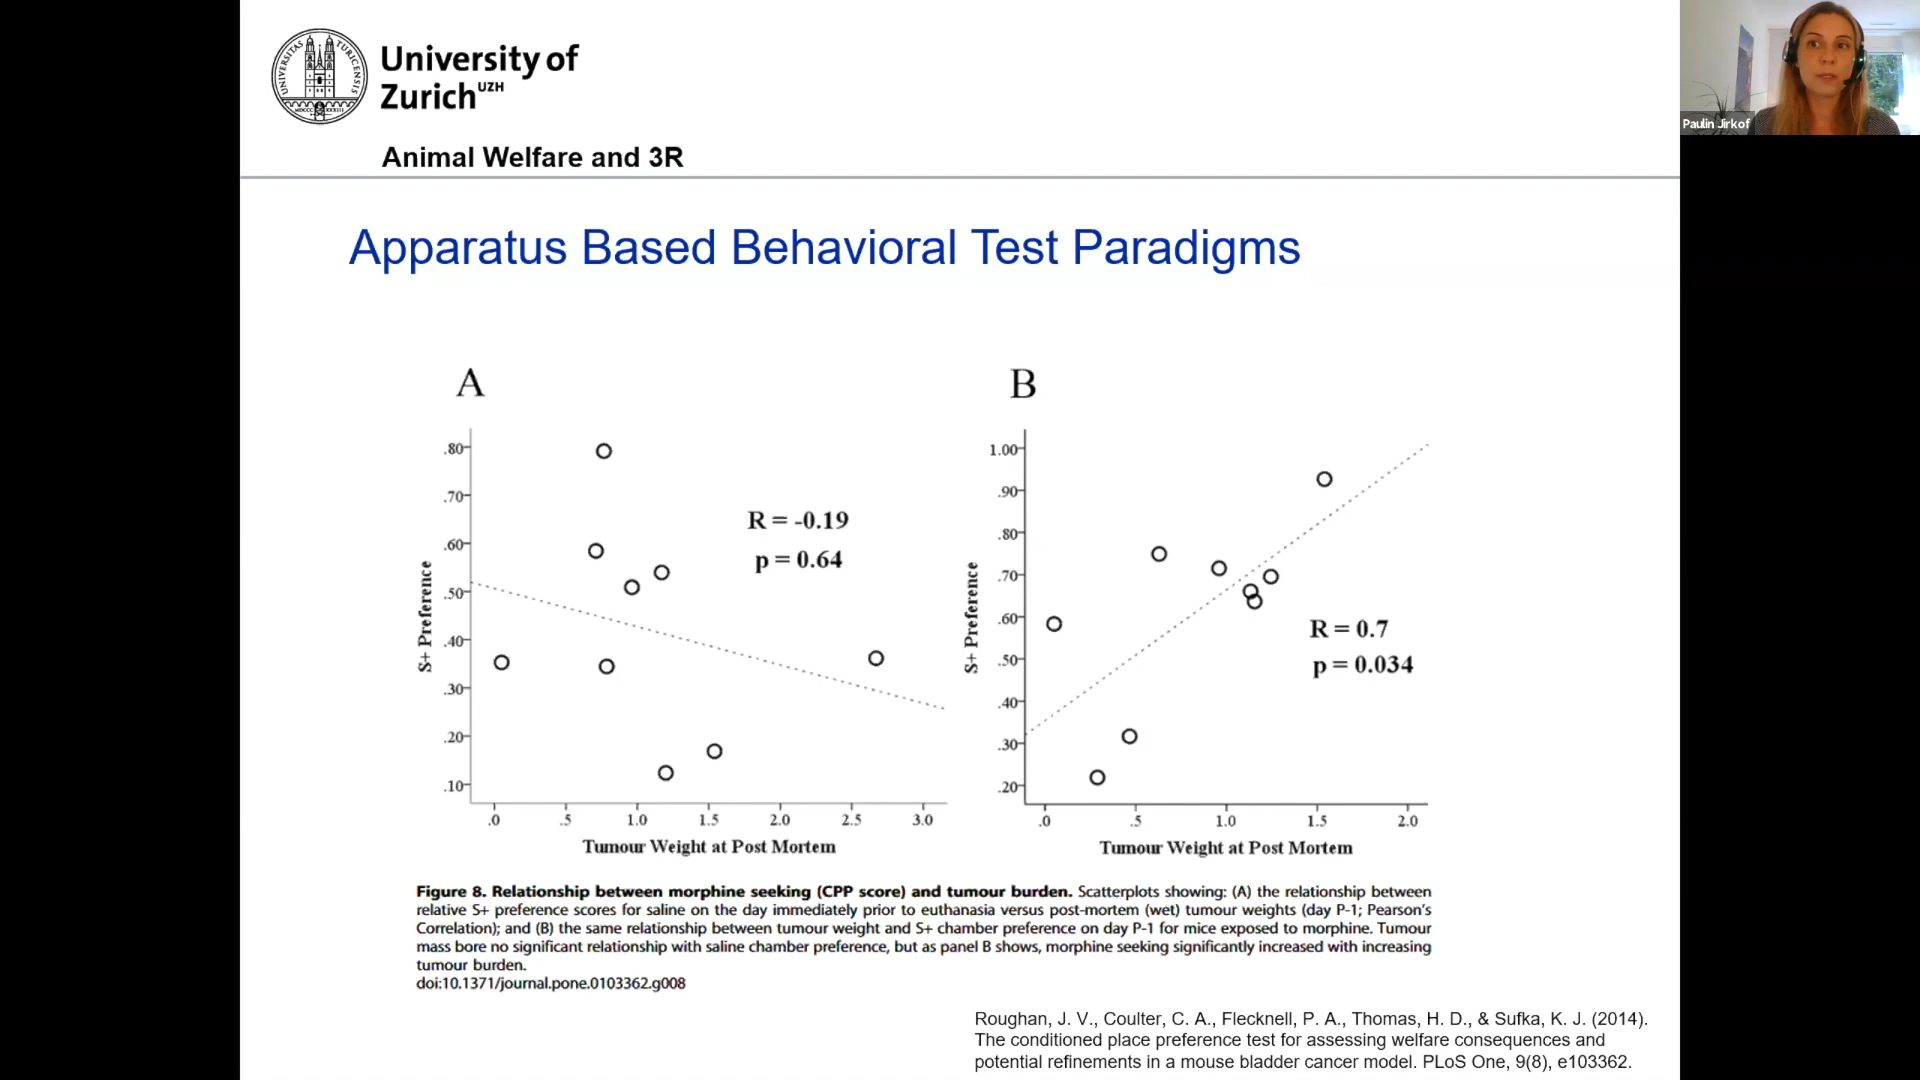 University of
Zurich UZH
UNIVERSITAS TURICENSIS
MDCCC XXXIII
Paulin Jirkof
Animal Welfare and 3R
Apparatus Based Behavioral Test Paradigms
A
.80
.70
.60
.50
.40
.30
.20
.10
S+ Preference
R = -0.19
p = 0.64
.0 .5 1.0 1.5 2.0 2.5 3.0
Tumour Weight at Post Mortem
B
1.00
.90
.80
.70
.60
.50
.40
.30
.20
S+ Preference
R = 0.7
p = 0.034
.0 .5 1.0 1.5 2.0
Tumour Weight at Post Mortem
Figure 8. Relationship between morphine seeking (CPP score) and tumour burden. Scatterplots showing: (A) the relationship between
relative S+ preference scores for saline on the day immediately prior to euthanasia versus post-mortem (wet) tumour weights (day P-1; Pearson's
Correlation); and (B) the same relationship between tumour weight and S+ chamber preference on day P-1 for mice exposed to morphine. Tumour
mass bore no significant relationship with saline chamber preference, but as panel B shows, morphine seeking significantly increased with increasing
tumour burden.
doi:10.1371/journal.pone.0103362.g008
Roughan, J. V., Coulter, C. A., Flecknell, P. A., Thomas, H. D., & Sufka, K. J. (2014).
The conditioned place preference test for assessing welfare consequences and
potential refinements in a mouse bladder cancer model. PLoS One, 9(8), e103362.